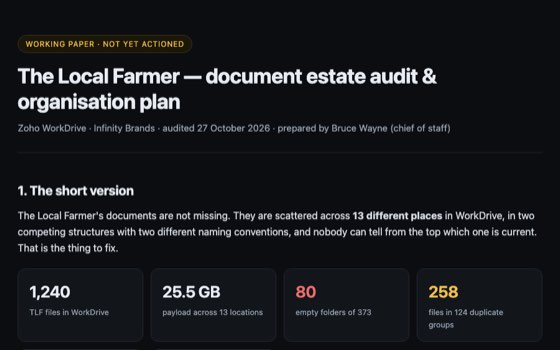 WORKING PAPER · NOT YET ACTIONED
The Local Farmer — document estate audit &
organisation plan
Zoho WorkDrive · Infinity Brands · audited 27 October 2026 · prepared by Bruce Wayne (chief of staff)
1. The short version
The Local Farmer's documents are not missing. They are scattered across 13 different places in WorkDrive, in two
competing structures with two different naming conventions, and nobody can tell from the top which one is current.
That is the thing to fix.
1,240
TLF files in WorkDrive
25.5 GB
payload across 13 locations
80
empty folders of 373
258
files in 124 duplicate
groups